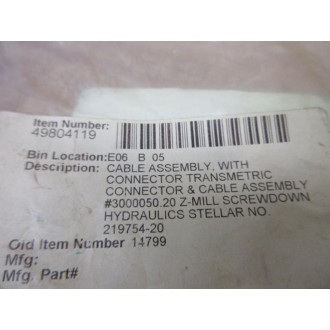 Item Number:
49804119
Bin Location:E06 B 05
Description: CABLE ASSEMBLY, WITH
CONNECTOR TRANSMETRIC
CONNECTOR & CABLE ASSEMBLY
#3000050.20 Z-MILL SCREWDOWN
HYDRAULICS STELLAR NO.
219754-20
Old Item Number 14799
Mfg:
Mfg. Part#